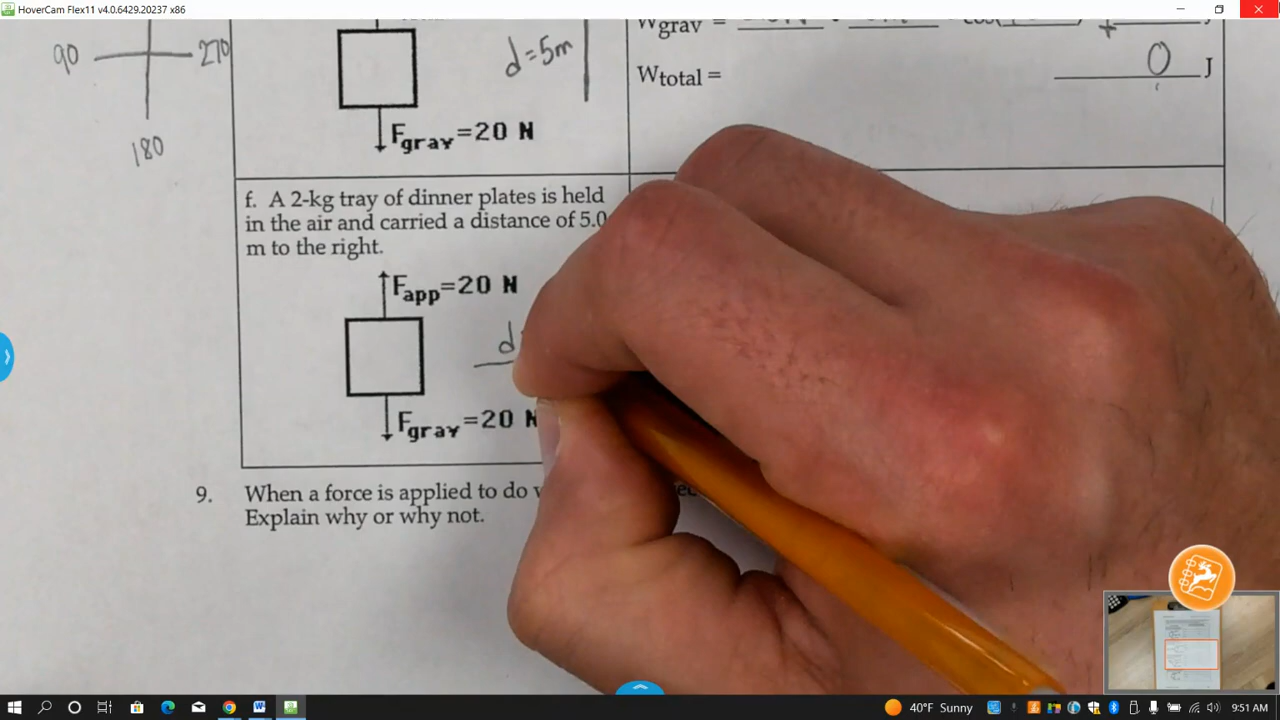 HoverCam Flex11 v4.0.6429.20237 x86
90
270
180
d=5m
Fgrav=20 N
Wgrav =
Wtotal = 0 J
f. A 2-kg tray of dinner plates is held
in the air and carried a distance of 5.0
m to the right.
Fapp=20 N
d
Fgrav=20 N
9. When a force is applied to do
Explain why or why not.
40°F Sunny
9:51 AM